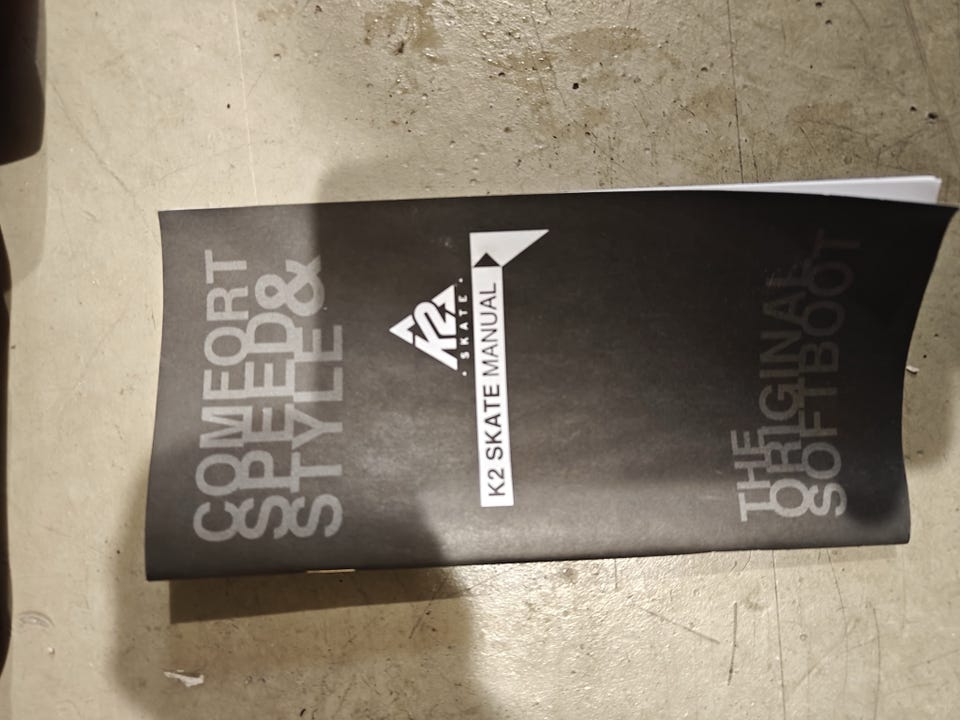 COMFORT
SPEED&
STYLE&
K2
• SKATE •
K2 SKATE MANUAL
THE
ORIGINAL
SOFTBOOT